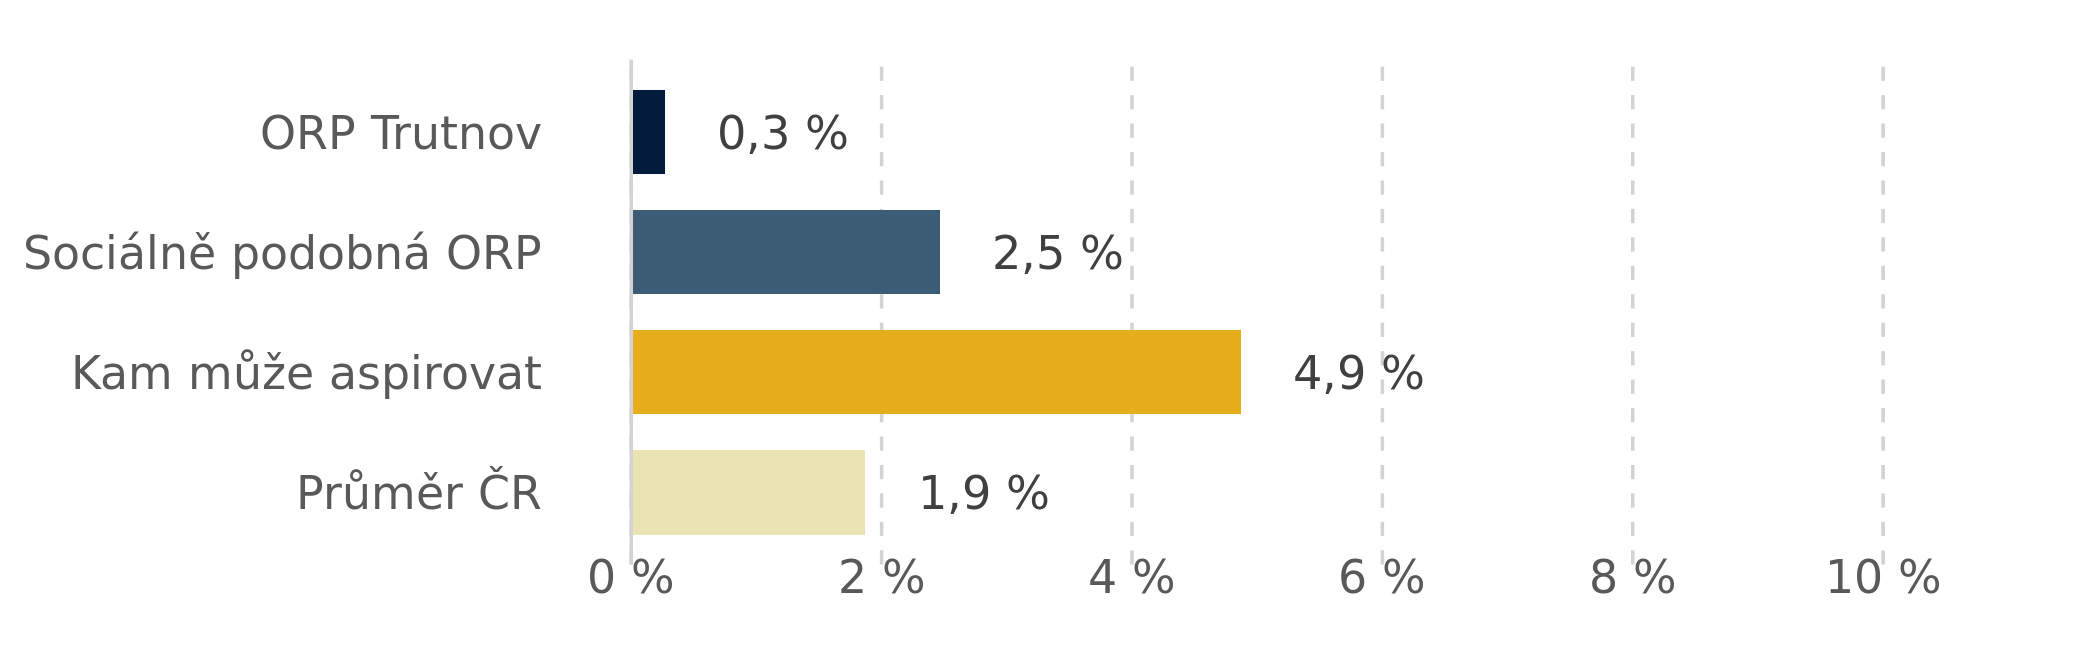 ORP Trutnov 0,3 %
Sociálně podobná ORP 2,5 %
Kam může aspirovat 4,9 %
Průměr ČR 1,9 %
0 % 2 % 4 % 6 % 8 % 10 %